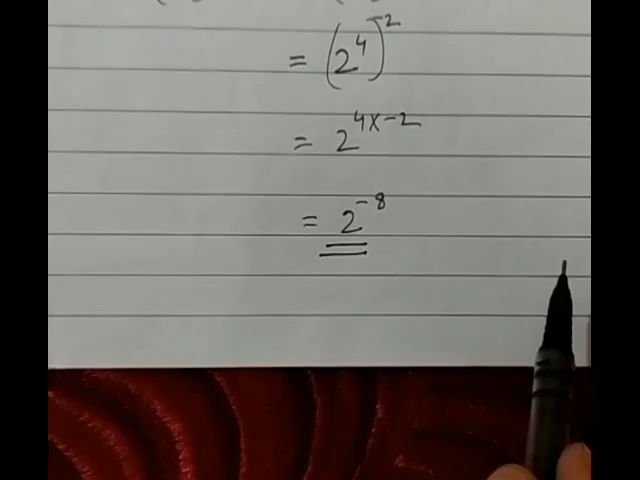 = (2⁴)⁻²
= 2⁴ˣ⁻²
= 2⁻⁸